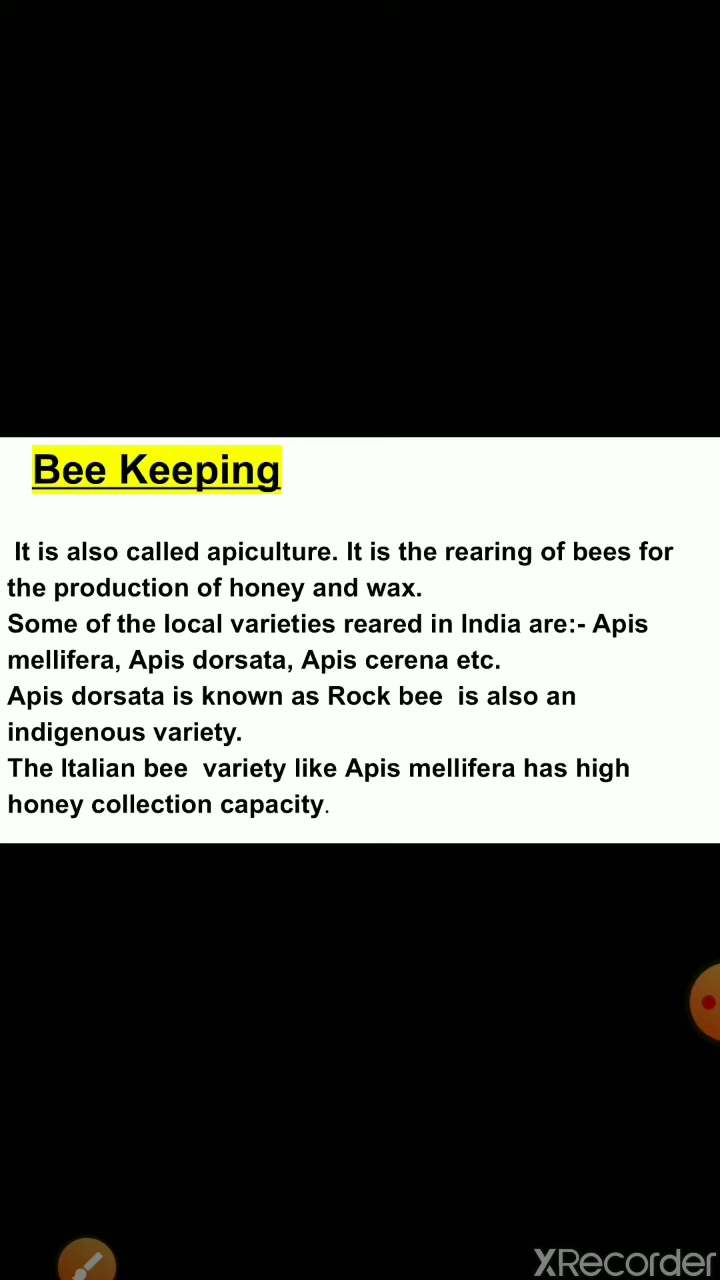 Bee Keeping
It is also called apiculture. It is the rearing of bees for
the production of honey and wax.
Some of the local varieties reared in India are:- Apis
mellifera, Apis dorsata, Apis cerena etc.
Apis dorsata is known as Rock bee  is also an
indigenous variety.
The Italian bee  variety like Apis mellifera has high
honey collection capacity.
XRecorder